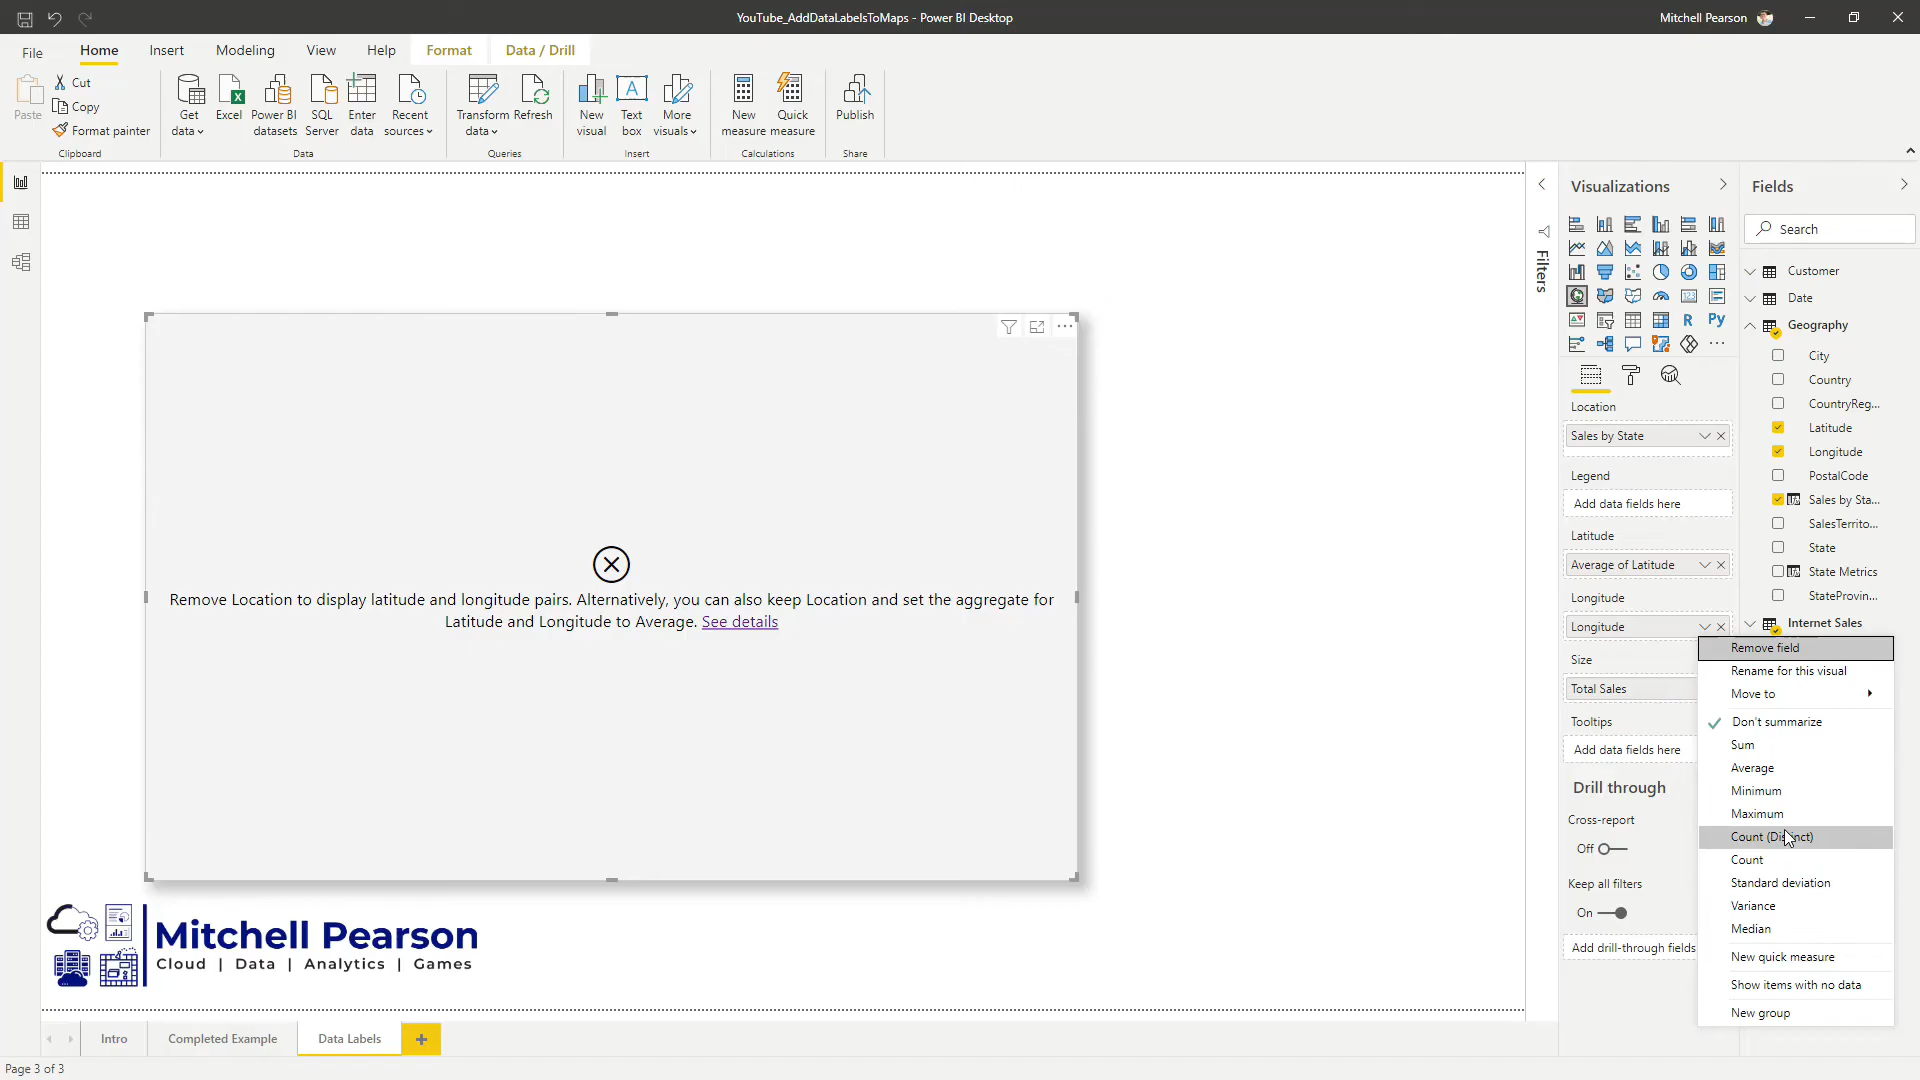 YouTube_AddDataLabelsToMaps - Power BI Desktop
Mitchell Pearson
File
Home
Insert
Modeling
View
Help
Format
Data / Drill
Paste
Cut
Copy
Format painter
Clipboard
Get data
Excel
Power BI datasets
SQL Server
Enter data
Recent sources
Data
Transform data
Refresh
Queries
New visual
A
Text box
More visuals
Insert
New measure
Quick measure
Calculations
Publish
Share
Remove Location to display latitude and longitude pairs. Alternatively, you can also keep Location and set the aggregate for
Latitude and Longitude to Average. See details
Mitchell Pearson
Cloud | Data | Analytics | Games
Filters
Visualizations
123
R
Py
Location
Sales by State
Legend
Add data fields here
Latitude
Average of Latitude
Longitude
Longitude
Size
Total Sales
Tooltips
Add data fields here
Drill through
Cross-report
Off
Keep all filters
On
Add drill-through fields
Fields
Search
Customer
Date
Geography
City
Country
CountryReg...
Latitude
Longitude
PostalCode
Sales by Sta...
SalesTerrito...
State
State Metrics
StateProvin...
Internet Sales
Remove field
Rename for this visual
Move to
Don't summarize
Sum
Average
Minimum
Maximum
Count (Distinct)
Count
Standard deviation
Variance
Median
New quick measure
Show items with no data
New group
Intro
Completed Example
Data Labels
Page 3 of 3